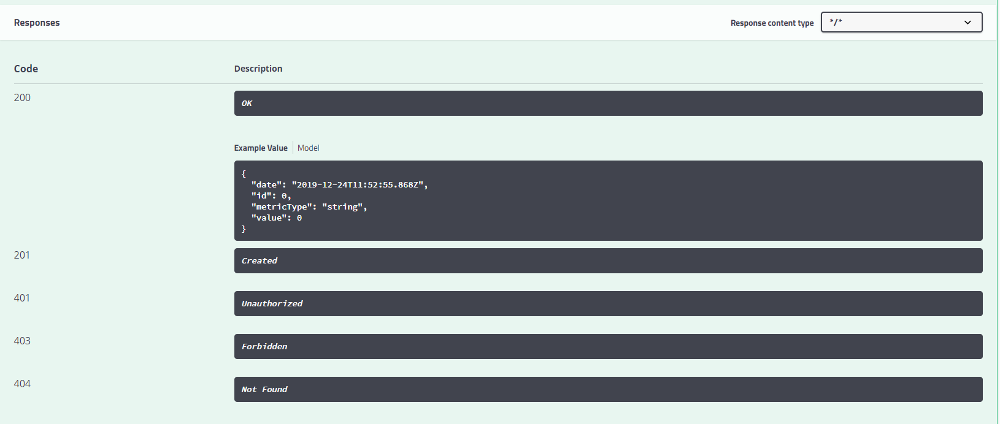 Responses
Response content type */*
Code Description
200 OK
Example Value Model
{
  "date": "2019-12-24T11:52:55.868Z",
  "id": 0,
  "metricType": "string",
  "value": 0
}
201 Created
401 Unauthorized
403 Forbidden
404 Not Found